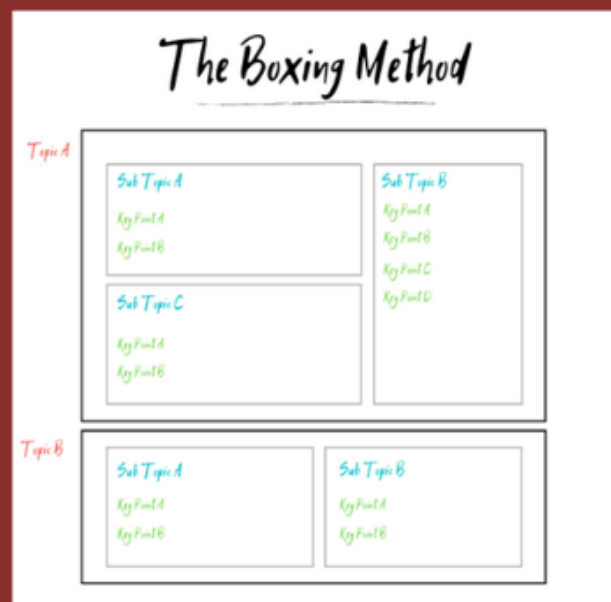 The Boxing Method
Topic A
Sub Topic A
Key Point A
Key Point B
Sub Topic B
Key Point A
Key Point B
Key Point C
Key Point D
Sub Topic C
Key Point A
Key Point B
Topic B
Sub Topic A
Key Point A
Key Point B
Sub Topic B
Key Point A
Key Point B